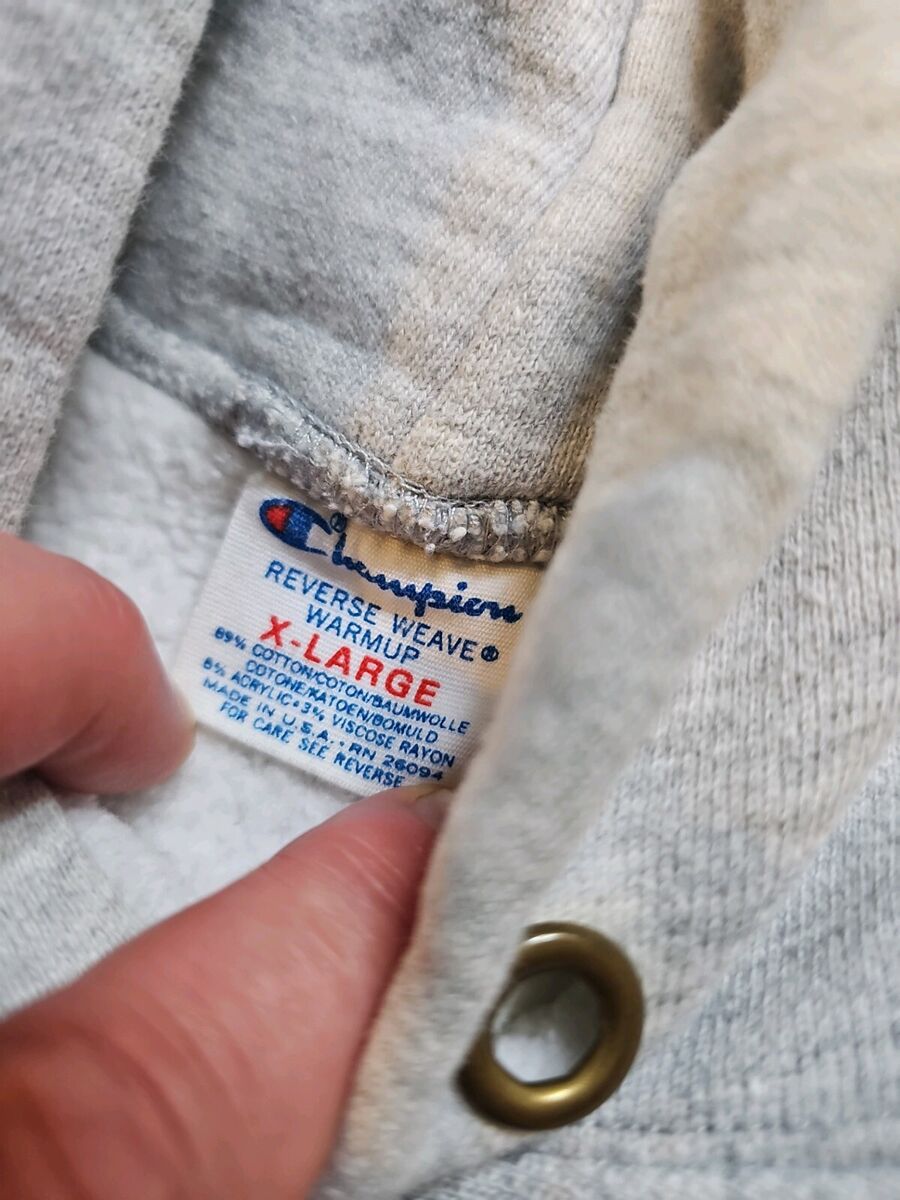 Champion®
REVERSE WEAVE®
WARMUP
X-LARGE
89% COTTON/COTON/BAUMWOLLE
COTONE/KATOEN/BOMULD
8% ACRYLIC•3% VISCOSE RAYON
MADE IN U.S.A.•RN 26094
FOR CARE SEE REVERSE